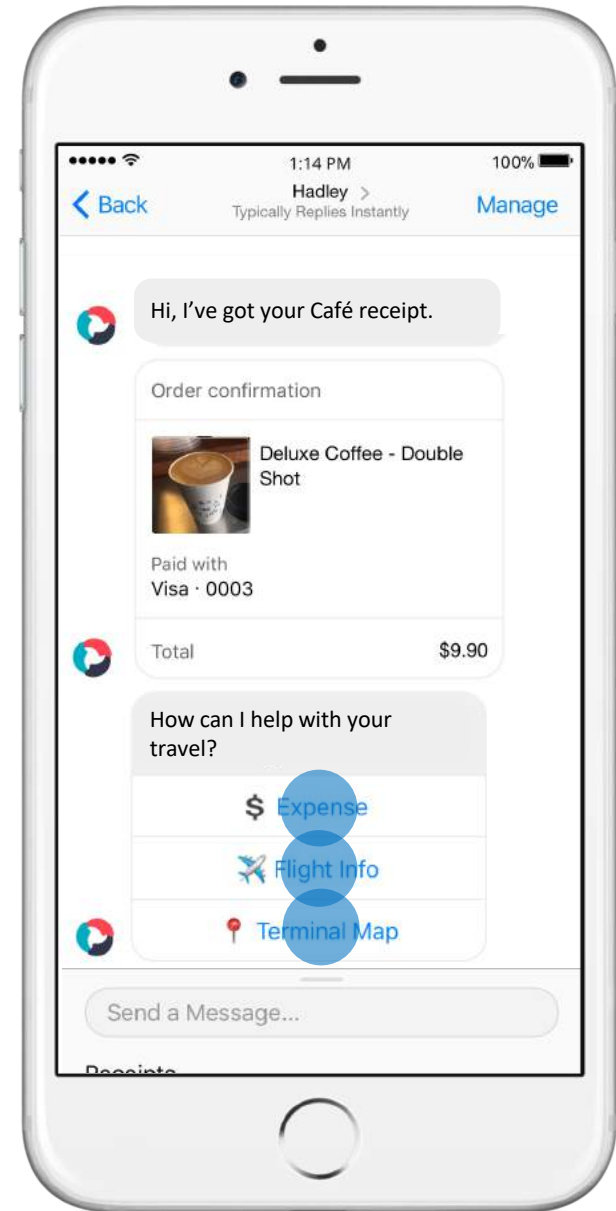 1:14 PM
100%
Back
Hadley >
Typically Replies Instantly
Manage
Hi, I’ve got your Café receipt.
Order confirmation
Deluxe Coffee - Double
Shot
Paid with
Visa · 0003
Total
$9.90
How can I help with your
travel?
$ Expense
Flight Info
Terminal Map
Send a Message...
Receipts